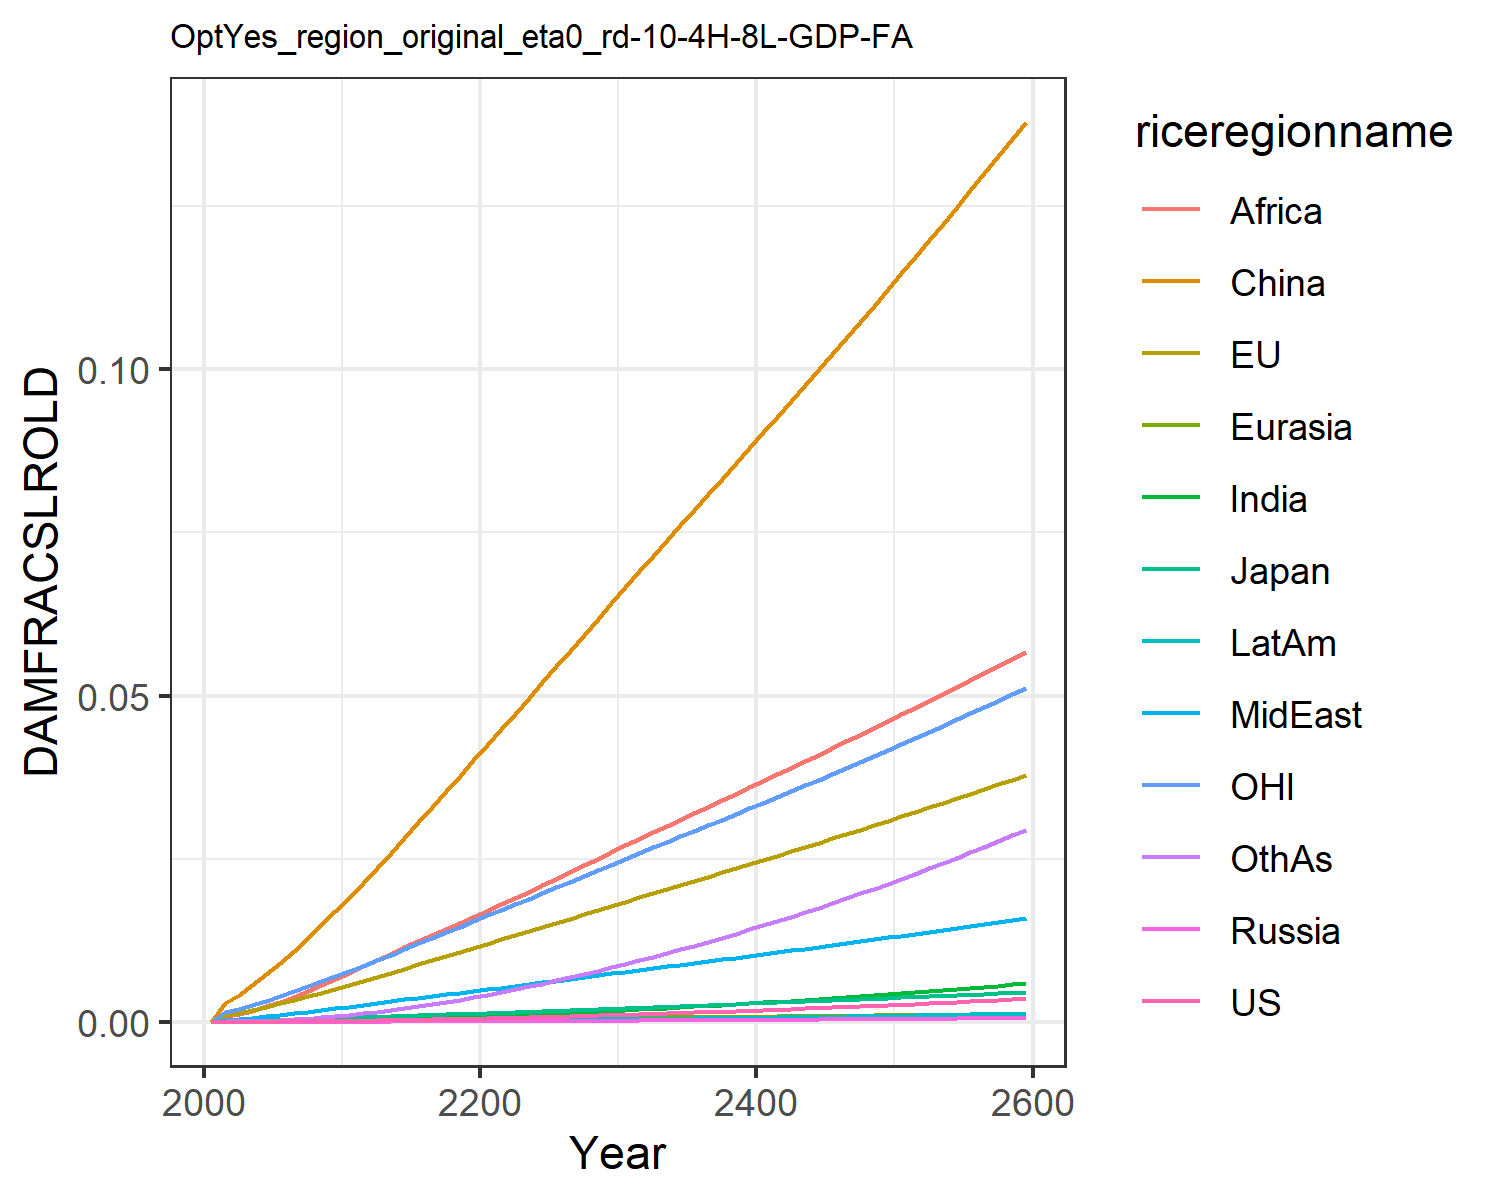 OptYes_region_original_eta0_rd-10-4H-8L-GDP-FA
DAMFRACSLROLD
0.10
0.05
0.00
2000
2200
2400
2600
Year
riceregionname
Africa
China
EU
Eurasia
India
Japan
LatAm
MidEast
OHI
OthAs
Russia
US